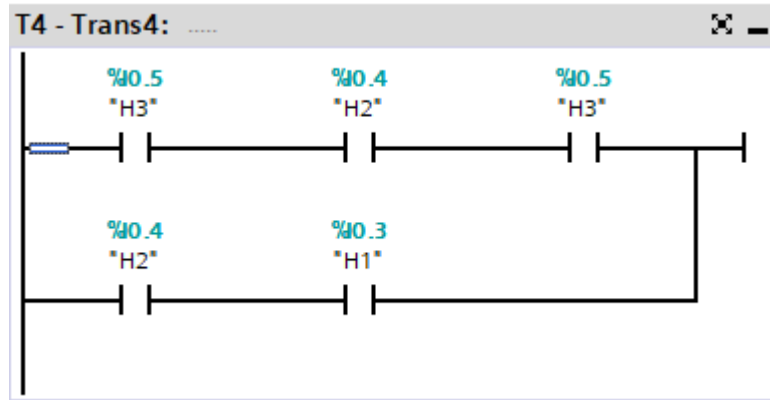 T4 - Trans4: .....
%I0.5 %I0.4 %I0.5
"H3" "H2" "H3"
%I0.4 %I0.3
"H2" "H1"